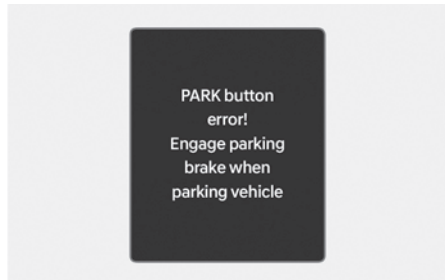 PARK button
error!
Engage parking
brake when
parking vehicle